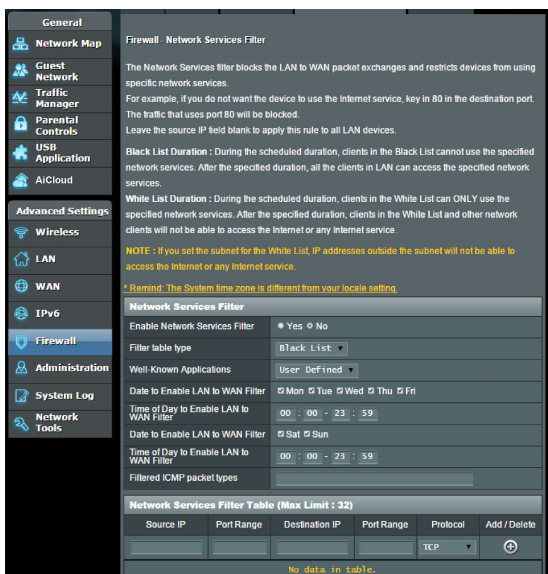 General
Network Map
Guest
Network
Traffic
Manager
Parental
Controls
USB
Application
AiCloud
Advanced Settings
Wireless
LAN
WAN
IPv6
Firewall
Administration
System Log
Network
Tools
Firewall - Network Services Filter
The Network Services filter blocks the LAN to WAN packet exchanges and restricts devices from using
specific network services.
For example, if you do not want the device to use the Internet service, key in 80 in the destination port.
The traffic that uses port 80 will be blocked.
Leave the source IP field blank to apply this rule to all LAN devices.
Black List Duration : During the scheduled duration, clients in the Black List cannot use the specified
network services. After the specified duration, all the clients in LAN can access the specified network
services.
White List Duration : During the scheduled duration, clients in the White List can ONLY use the
specified network services. After the specified duration, clients in the White List and other network
clients will not be able to access the Internet or any Internet service.
NOTE : If you set the subnet for the White List, IP addresses outside the subnet will not be able to
access the Internet or any Internet service.
* Remind: The System time zone is different from your locale setting.
Network Services Filter
Enable Network Services Filter Yes No
Filter table type Black List
Well-Known Applications User Defined
Date to Enable LAN to WAN Filter Mon Tue Wed Thu Fri
Time of Day to Enable LAN to
WAN Filter 00 : 00 - 23 : 59
Date to Enable LAN to WAN Filter Sat Sun
Time of Day to Enable LAN to
WAN Filter 00 : 00 - 23 : 59
Filtered ICMP packet types
Network Services Filter Table (Max Limit : 32)
Source IP Port Range Destination IP Port Range Protocol Add / Delete
TCP
No data in table.